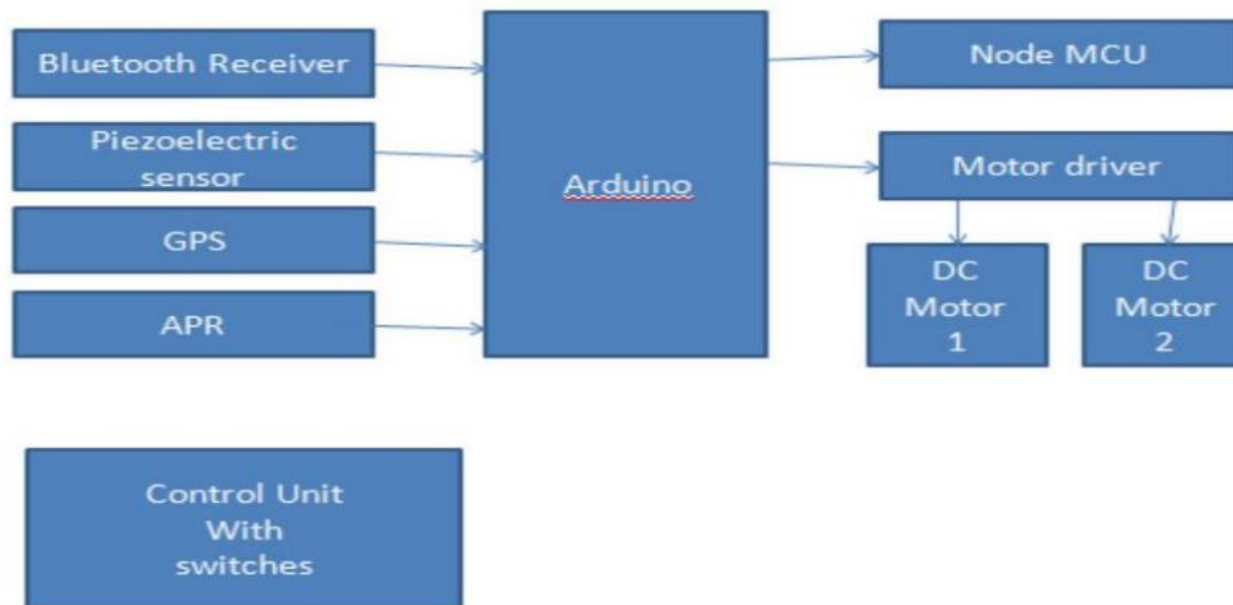 Bluetooth Receiver
Piezoelectric
sensor
GPS
APR
Arduino
Node MCU
Motor driver
DC
Motor
1
DC
Motor
2
Control Unit
With
switches